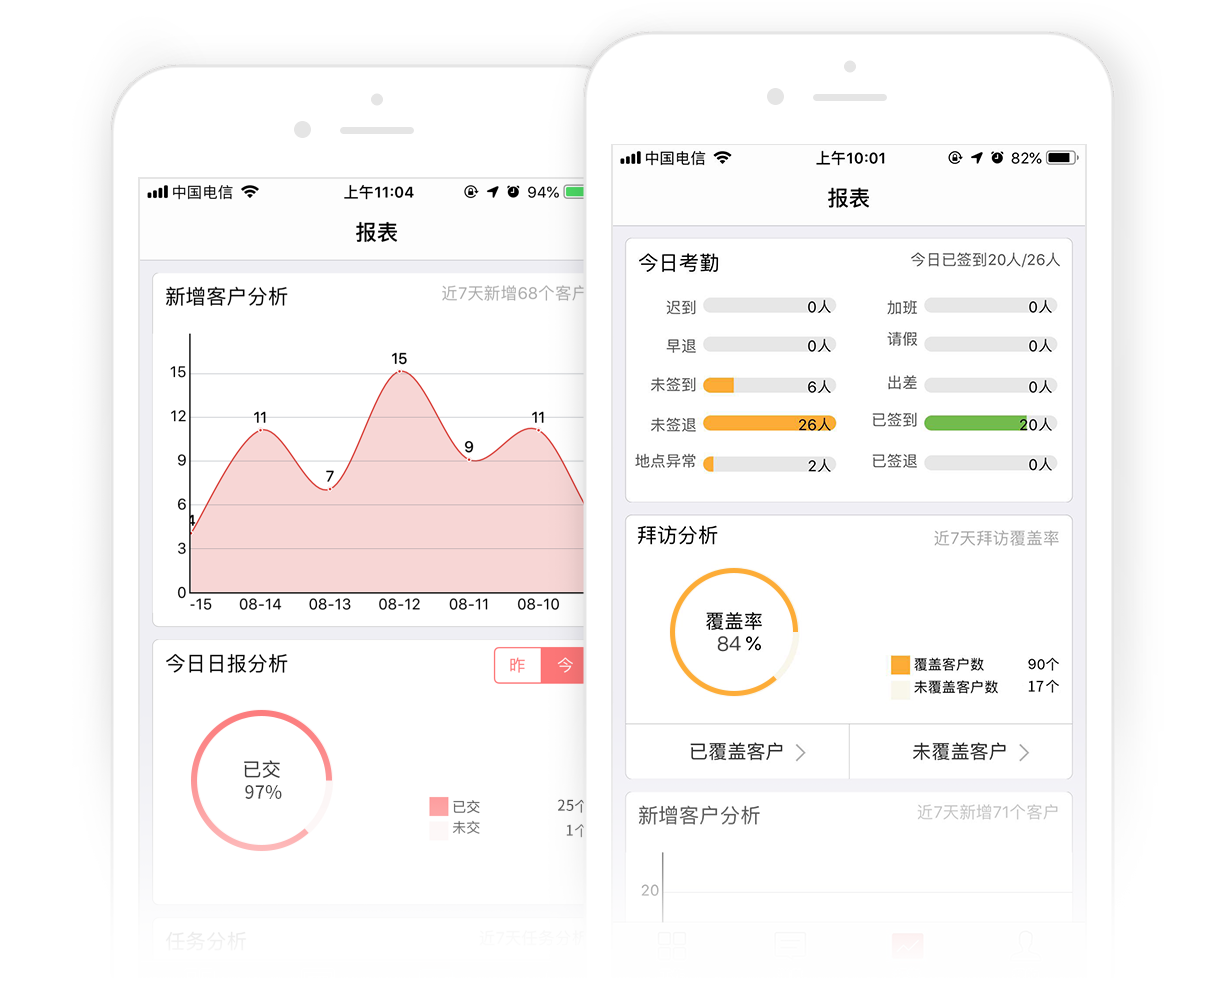 中国电信
上午11:04
94%
报表
新增客户分析
近7天新增68个客户
15
12
9
6
3
0
4
11
7
15
9
11
-15
08-14
08-13
08-12
08-11
08-10
今日日报分析
昨
今
已交
97%
已交
25个
未交
1个
任务分析
近7天任务分析
中国电信
上午10:01
82%
报表
今日考勤
今日已签到20人/26人
迟到
0人
加班
0人
早退
0人
请假
0人
未签到
6人
出差
0人
未签退
26人
已签到
20人
地点异常
2人
已签退
0人
拜访分析
近7天拜访覆盖率
覆盖率
84 %
覆盖客户数
90个
未覆盖客户数
17个
已覆盖客户
未覆盖客户
新增客户分析
近7天新增71个客户
20